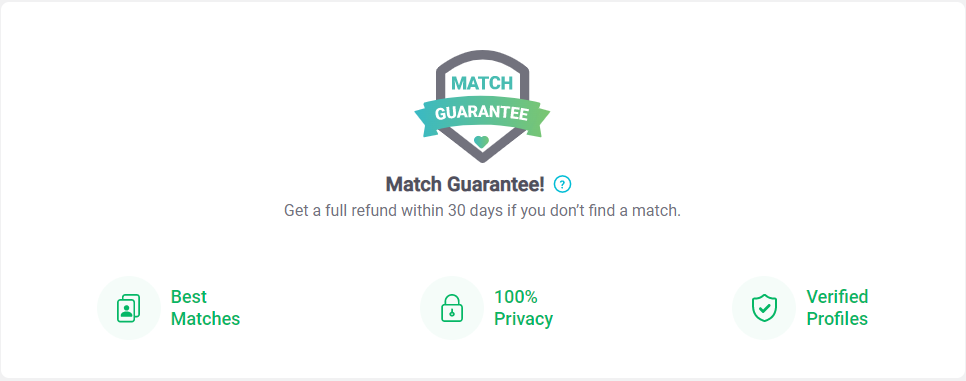 MATCH
GUARANTEE
Match Guarantee! ?
Get a full refund within 30 days if you don’t find a match.
Best
Matches
100%
Privacy
Verified
Profiles